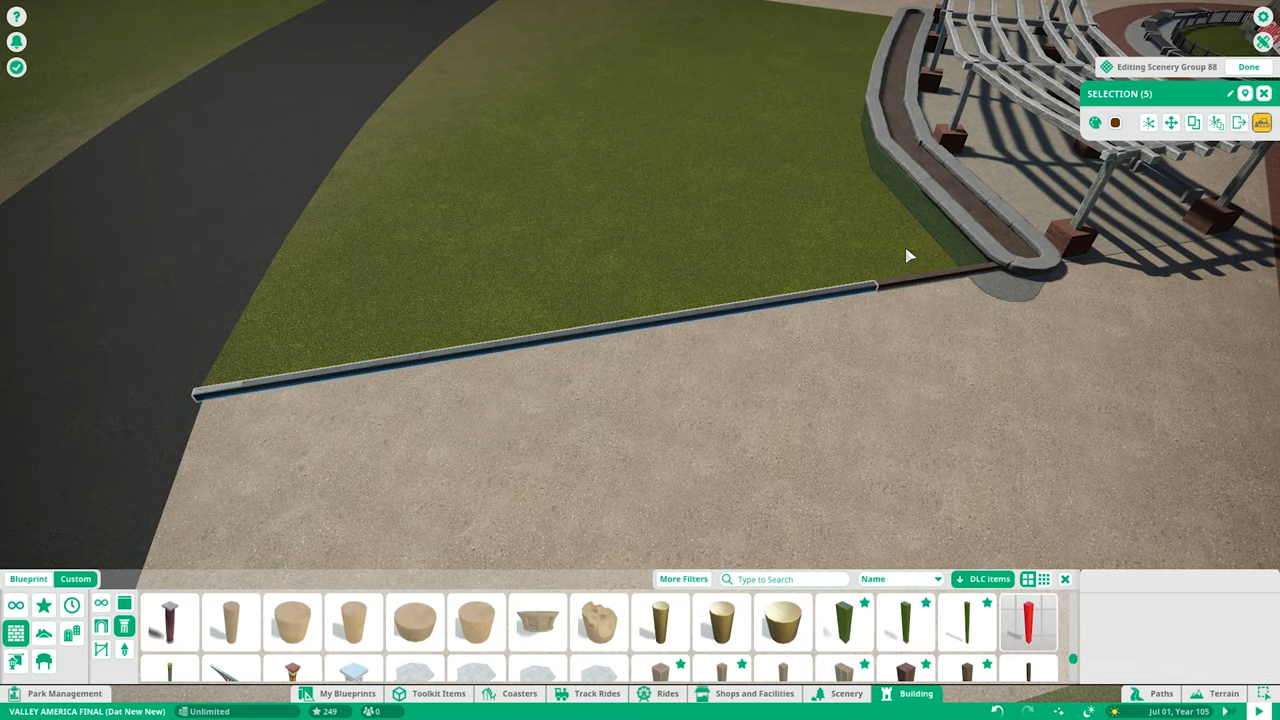 Editing Scenery Group 88
Done
SELECTION (5)
Blueprint
Custom
More Filters
Type to Search
Name
DLC items
Park Management
My Blueprints
Toolkit Items
Coasters
Track Rides
Rides
Shops and Facilities
Scenery
Building
Paths
Terrain
VALLEY AMERICA FINAL (Dat New New)
Unlimited
249
0
Jul 01, Year 105